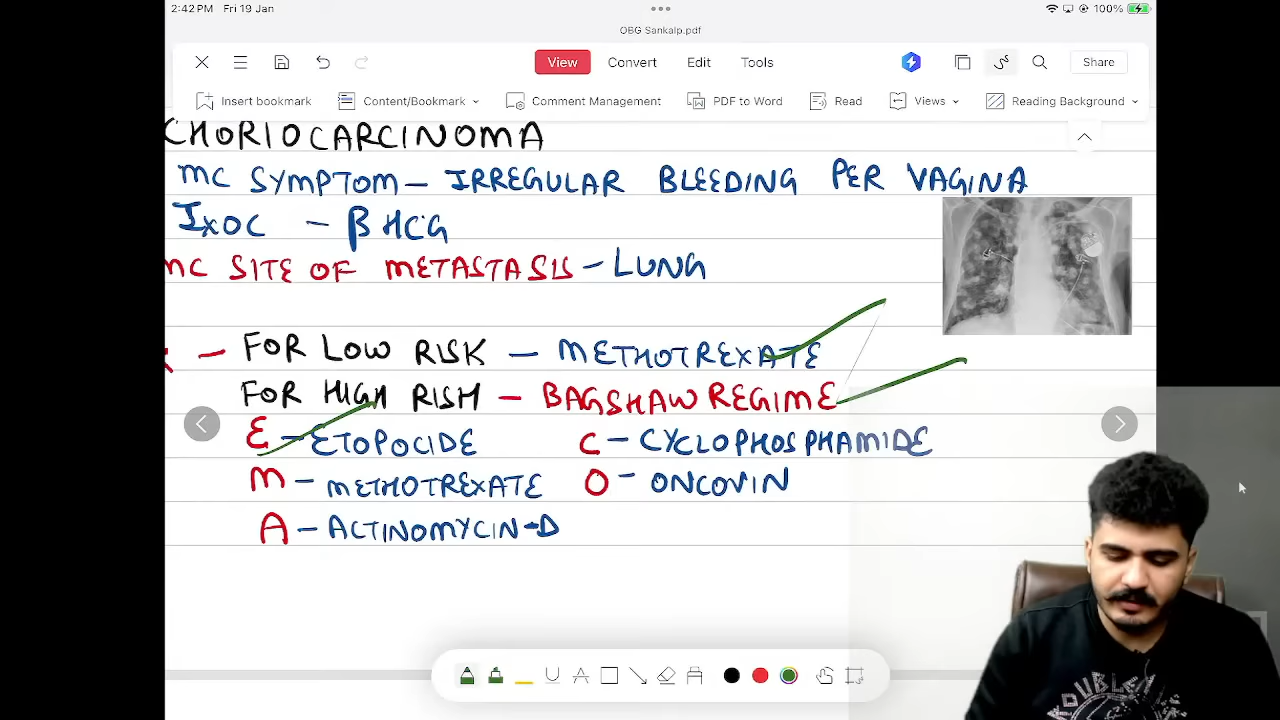 2:42 PM Fri 19 Jan
100%
OBG Sankalp.pdf
View Convert Edit Tools Share
Insert bookmark Content/Bookmark Comment Management PDF to Word Read Views Reading Background
CHORIOCARCINOMA
MC SYMPTOM – IRREGULAR BLEEDING PER VAGINA
IxOC – β HCG
MC SITE OF METASTASIS – LUNG
– FOR LOW RISK – METHOTREXATE
FOR HIGH RISH – BAGSHAW REGIME
E – ETOPOCIDE C – CYCLOPHOSPHAMIDE
M – METHOTREXATE O – ONCOVIN
A – ACTINOMYCIN-D